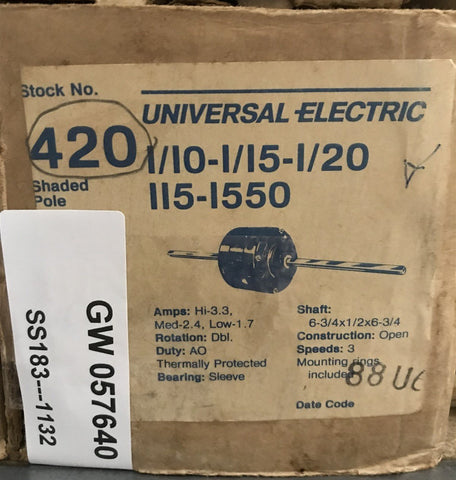 Stock No.
420
Shaded
Pole
UNIVERSAL ELECTRIC
1/10-1/15-1/20
115-1550
Amps: Hi-3.3,
Med-2.4, Low-1.7
Rotation: Dbl.
Duty: AO
Thermally Protected
Bearing: Sleeve
Shaft:
6-3/4x1/2x6-3/4
Construction: Open
Speeds: 3
Mounting rings
included
88
Date Code
GW 057640
SS183---1132